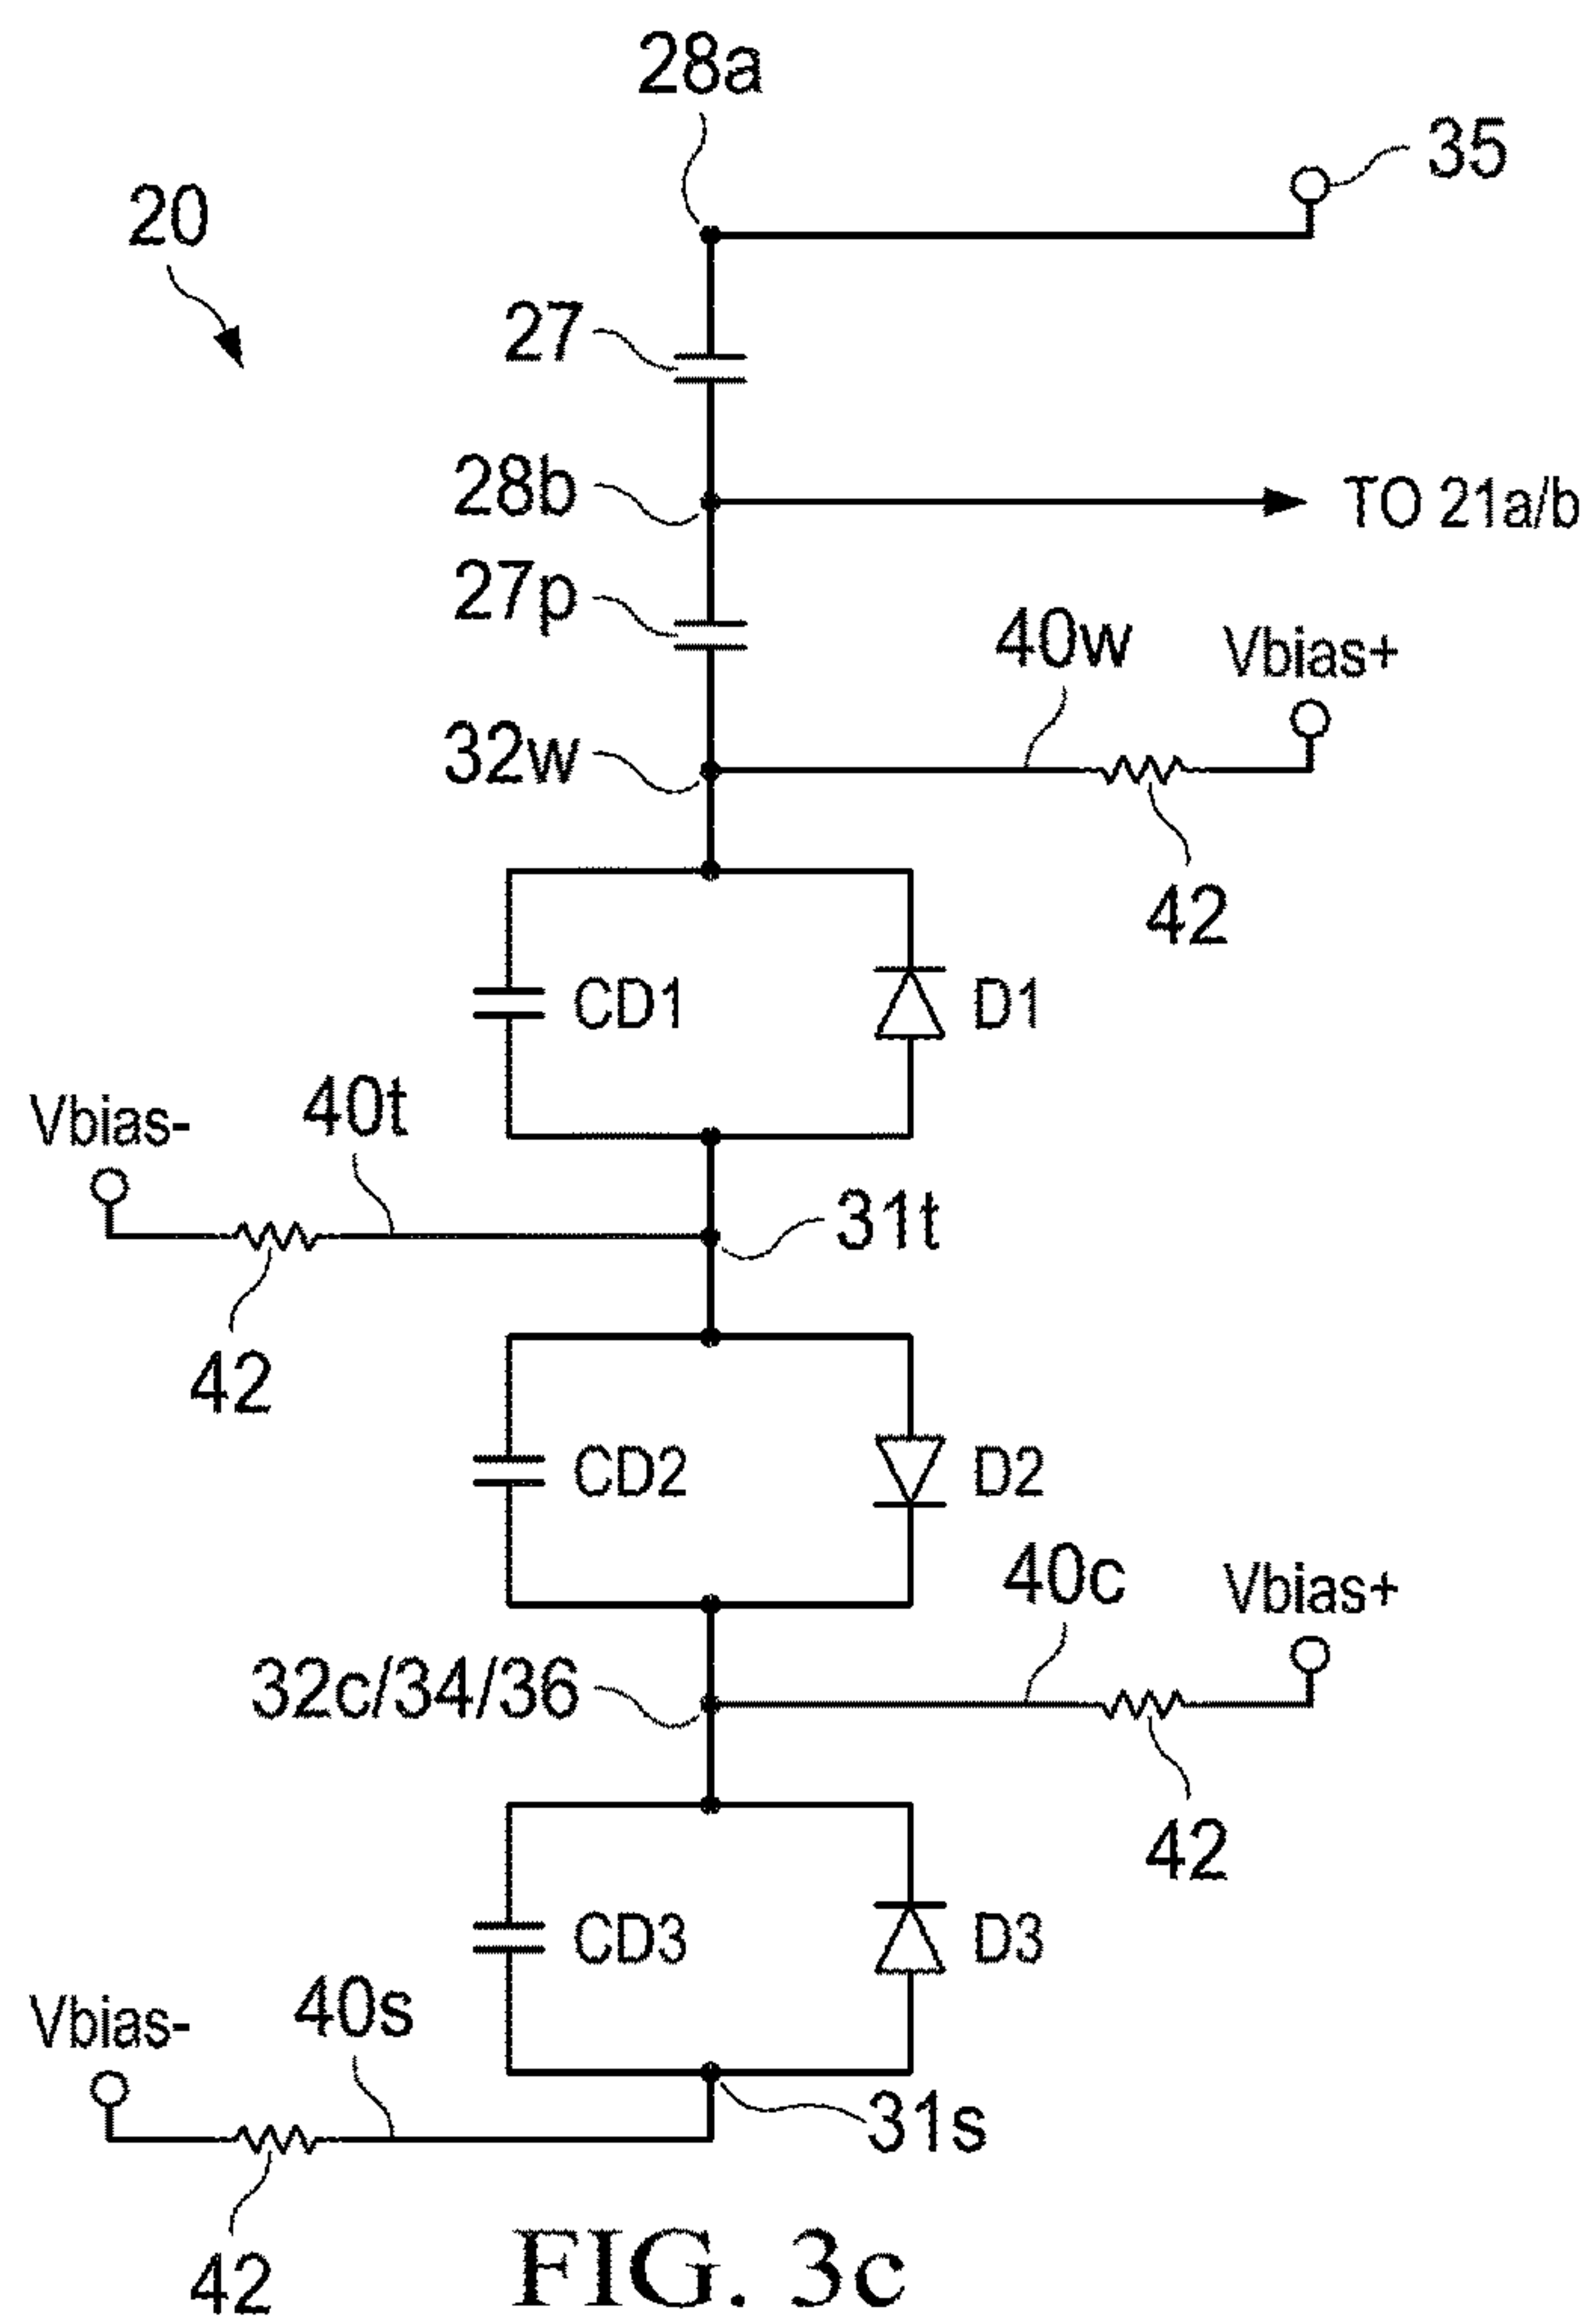 28a
35
20
27
28b
TO 21a/b
27p
40w
Vbias+
32w
42
CD1
D1
Vbias-
40t
31t
42
CD2
D2
40c
Vbias+
32c/34/36
42
CD3
D3
Vbias-
40s
31s
42
FIG. 3c